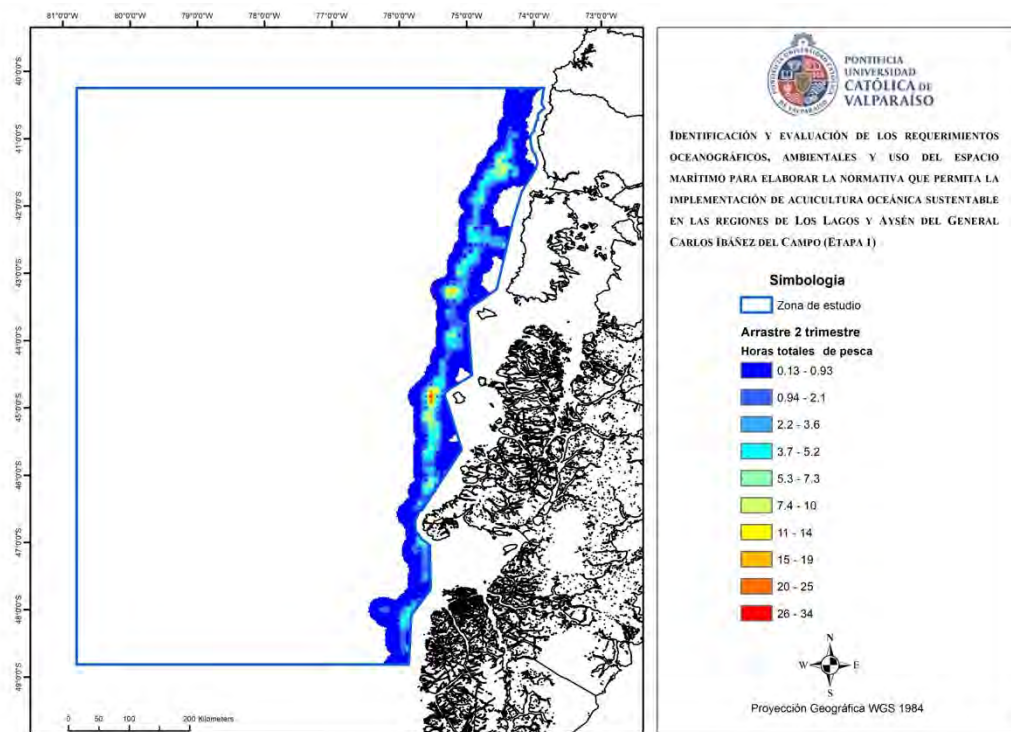 81°0'0"W 80°0'0"W 79°0'0"W 78°0'0"W 77°0'0"W 76°0'0"W 75°0'0"W 74°0'0"W 73°0'0"W
40°0'0"S
41°0'0"S
42°0'0"S
43°0'0"S
44°0'0"S
45°0'0"S
46°0'0"S
47°0'0"S
48°0'0"S
49°0'0"S
0 50 100 200 Kilometers
PONTIFICIA
UNIVERSIDAD
CATÓLICA DE
VALPARAÍSO
IDENTIFICACIÓN Y EVALUACIÓN DE LOS REQUERIMIENTOS
OCEANOGRÁFICOS, AMBIENTALES Y USO DEL ESPACIO
MARÍTIMO PARA ELABORAR LA NORMATIVA QUE PERMITA LA
IMPLEMENTACIÓN DE ACUICULTURA OCEÁNICA SUSTENTABLE
EN LAS REGIONES DE LOS LAGOS Y AYSÉN DEL GENERAL
CARLOS IBÁÑEZ DEL CAMPO (ETAPA 1)
Simbología
Zona de estudio
Arrastre 2 trimestre
Horas totales de pesca
0.13 - 0.93
0.94 - 2.1
2.2 - 3.6
3.7 - 5.2
5.3 - 7.3
7.4 - 10
11 - 14
15 - 19
20 - 25
26 - 34
N
W E
S
Proyección Geográfica WGS 1984